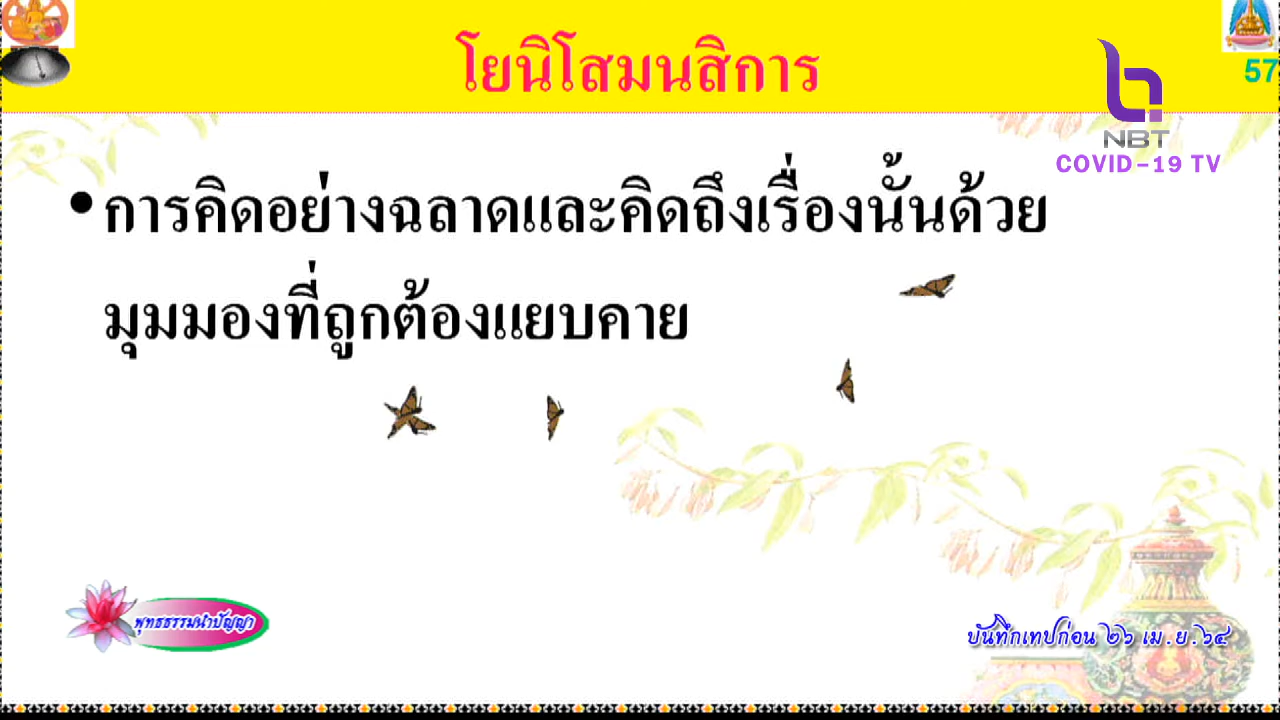 โยนิโสมนสิการ
57
NBT
COVID-19 TV
•การคิดอย่างฉลาดและคิดถึงเรื่องนั้นด้วย
มุมมองที่ถูกต้องแยบคาย
พุทธธรรมนำปัญญา
บันทึกเทปก่อน ๒๖ เม.ย.๖๔